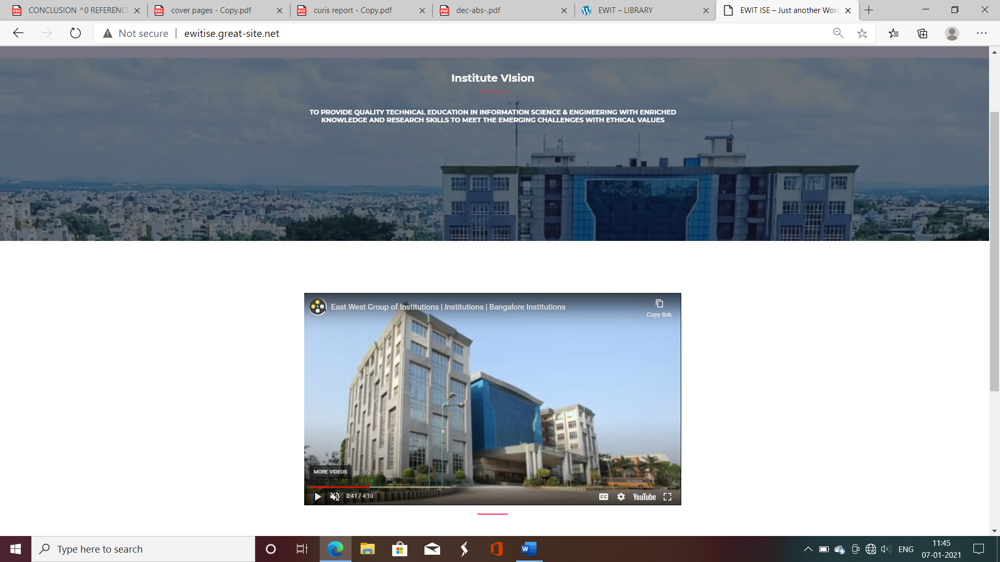 CONCLUSION ^0 REFERENCE
cover pages - Copy.pdf
curis report - Copy.pdf
dec-abs-.pdf
EWIT – LIBRARY
EWIT ISE – Just another Word
Not secure
ewitise.great-site.net
Institute VIsion
TO PROVIDE QUALITY TECHNICAL EDUCATION IN INFORMATION SCIENCE & ENGINEERING WITH ENRICHED
KNOWLEDGE AND RESEARCH SKILLS TO MEET THE EMERGING CHALLENGES WITH ETHICAL VALUES
East West Group of Institutions | Institutions | Bangalore Institutions
Copy link
MORE VIDEOS
0:41 / 4:10
CC
YouTube
Type here to search
ENG
11:45
07-01-2021